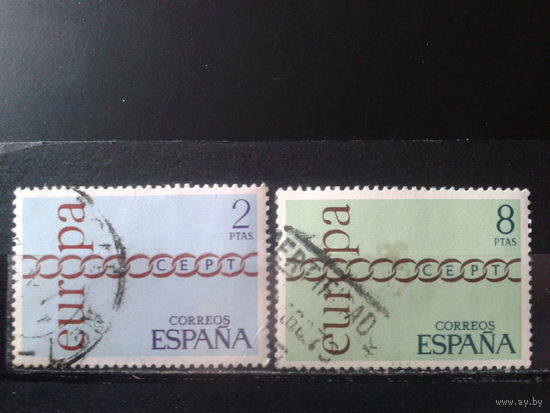 europa
2
PTAS
CEPT
CORREOS
ESPAÑA
europa
8
PTAS
CEPT
CORREOS
ESPAÑA
www.ay.by